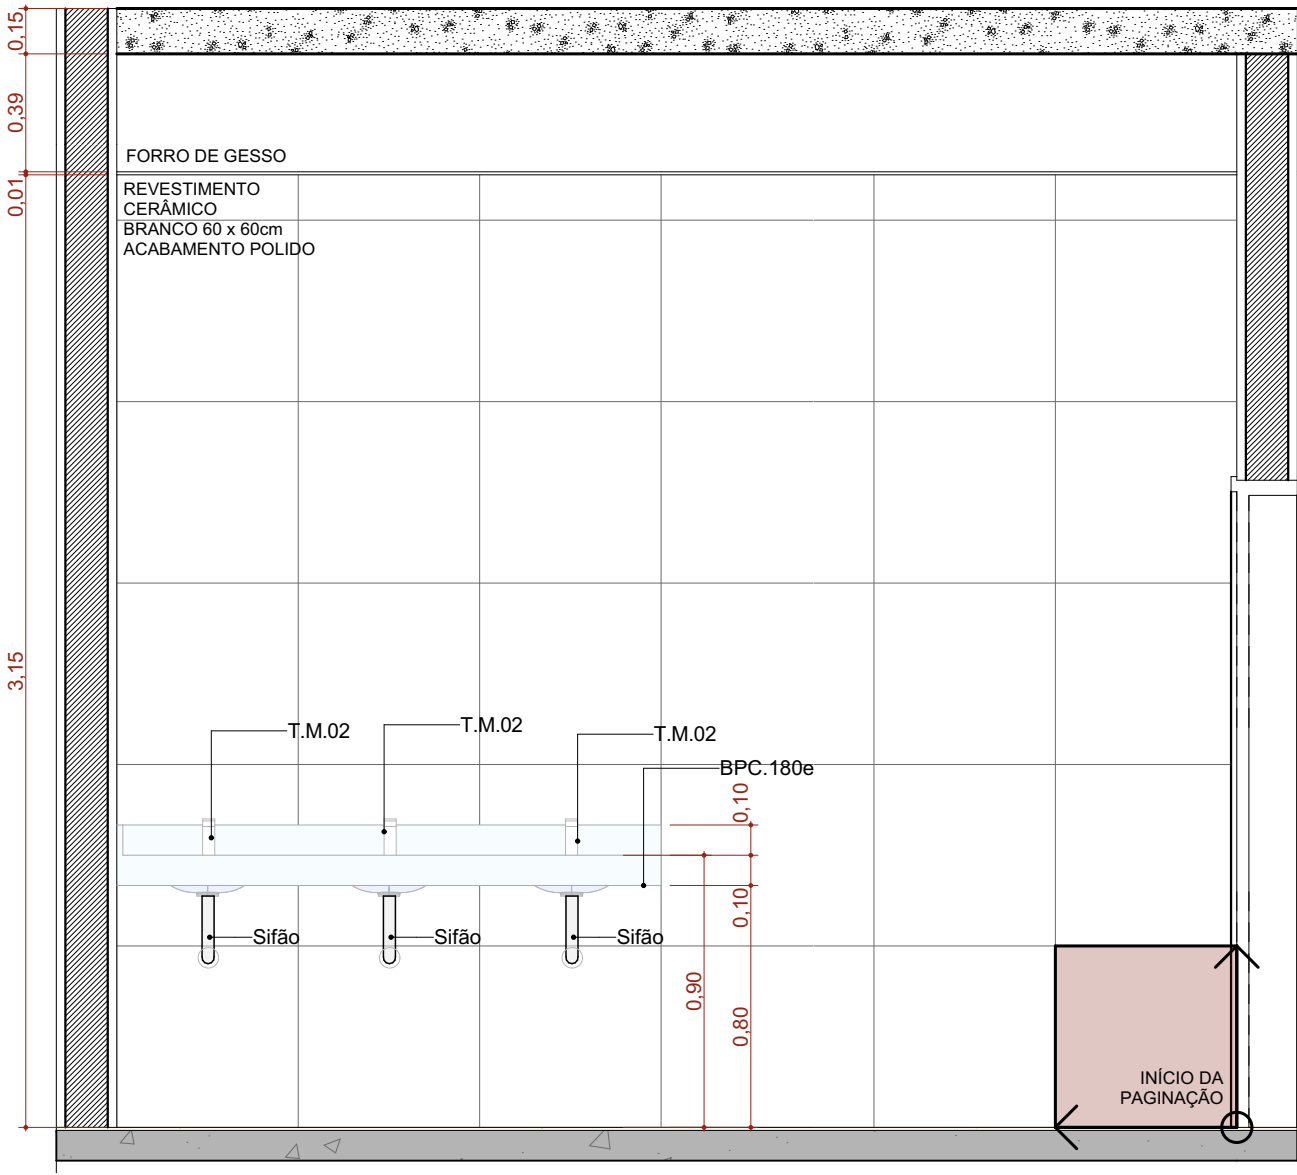 0,15
0,39
0,01
3,15
FORRO DE GESSO
REVESTIMENTO
CERÂMICO
BRANCO 60 x 60cm
ACABAMENTO POLIDO
T.M.02
T.M.02
T.M.02
BPC.180e
0,10
0,10
0,90
0,80
Sifão
Sifão
Sifão
INÍCIO DA
PAGINAÇÃO